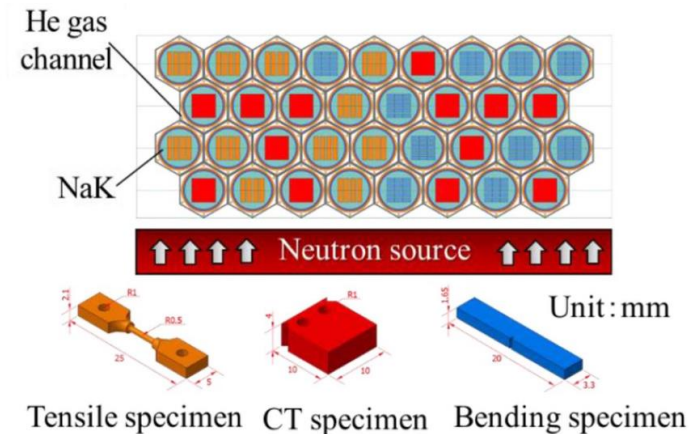 He gas
channel
NaK
Neutron source
Unit:mm
2.1
R1
R0.5
25
5
R1
4
10
10
1.65
20
3.3
Tensile specimen
CT specimen
Bending specimen